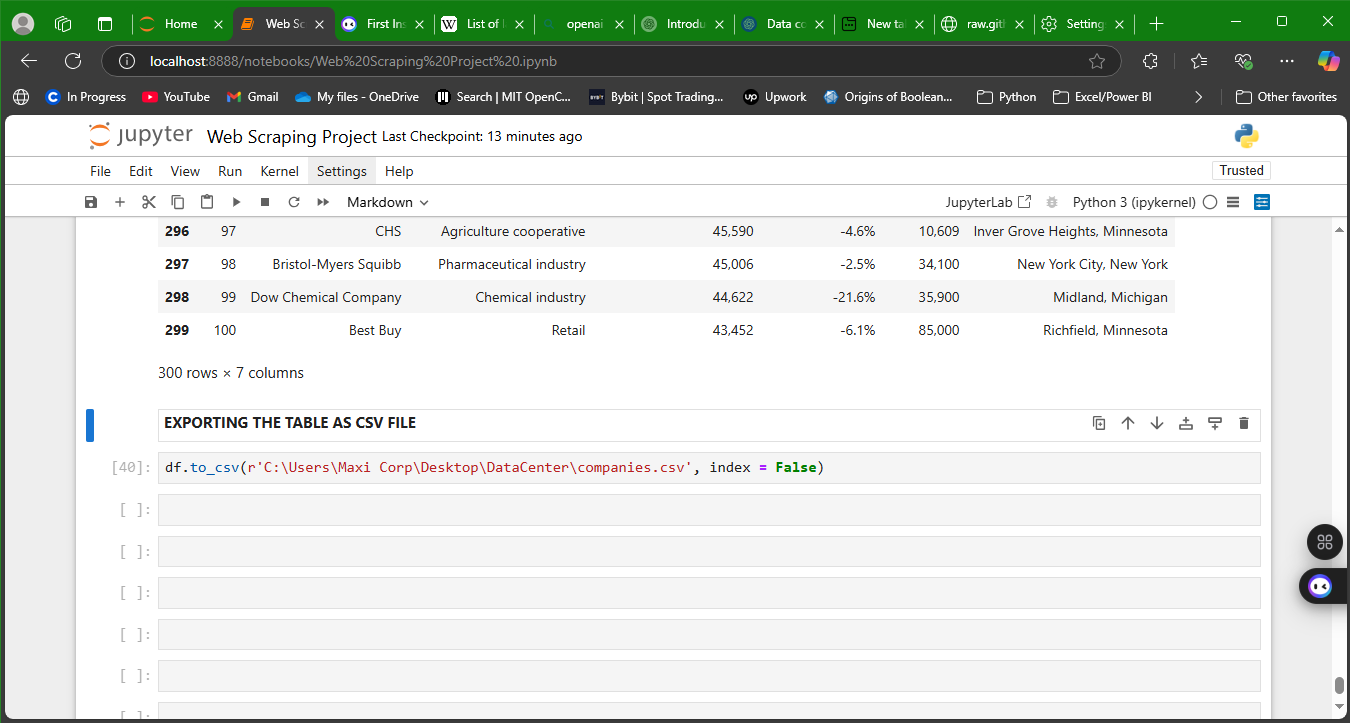 Home
Web Sc
First Ins
List of
openai
Introdu
Data co
New ta
raw.gitl
Setting
localhost:8888/notebooks/Web%20Scraping%20Project%20.ipynb
In Progress
YouTube
Gmail
My files - OneDrive
Search | MIT OpenC...
Bybit | Spot Trading...
up Upwork
Origins of Boolean...
Python
Excel/Power BI
Other favorites
jupyter Web Scraping Project Last Checkpoint: 13 minutes ago
File Edit View Run Kernel Settings Help
Trusted
Markdown
JupyterLab
Python 3 (ipykernel)
296 97 CHS Agriculture cooperative 45,590 -4.6% 10,609 Inver Grove Heights, Minnesota
297 98 Bristol-Myers Squibb Pharmaceutical industry 45,006 -2.5% 34,100 New York City, New York
298 99 Dow Chemical Company Chemical industry 44,622 -21.6% 35,900 Midland, Michigan
299 100 Best Buy Retail 43,452 -6.1% 85,000 Richfield, Minnesota
300 rows × 7 columns
EXPORTING THE TABLE AS CSV FILE
[40]: df.to_csv(r'C:\Users\Maxi Corp\Desktop\DataCenter\companies.csv', index = False)
[ ]:
[ ]:
[ ]:
[ ]:
[ ]:
[ ]: